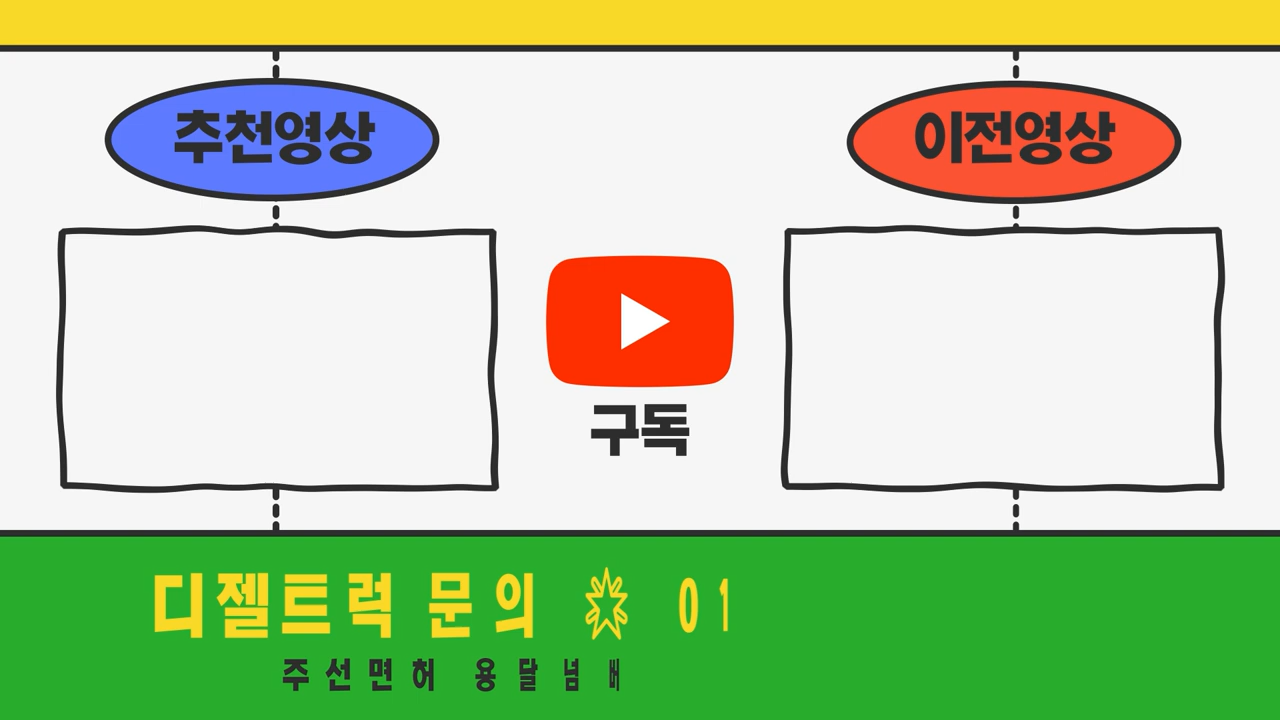 추천영상
이전영상
구독
디젤트럭 문의 01
주선면허 용달넘버